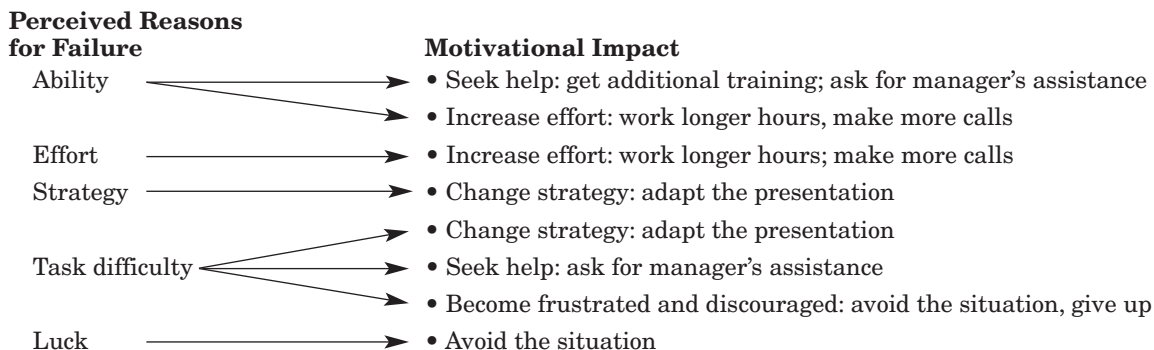 Perceived Reasons
for Failure Motivational Impact
Ability • Seek help: get additional training; ask for manager’s assistance
• Increase effort: work longer hours, make more calls
Effort • Increase effort: work longer hours; make more calls
Strategy • Change strategy: adapt the presentation
• Change strategy: adapt the presentation
Task difficulty • Seek help: ask for manager’s assistance
• Become frustrated and discouraged: avoid the situation, give up
Luck • Avoid the situation